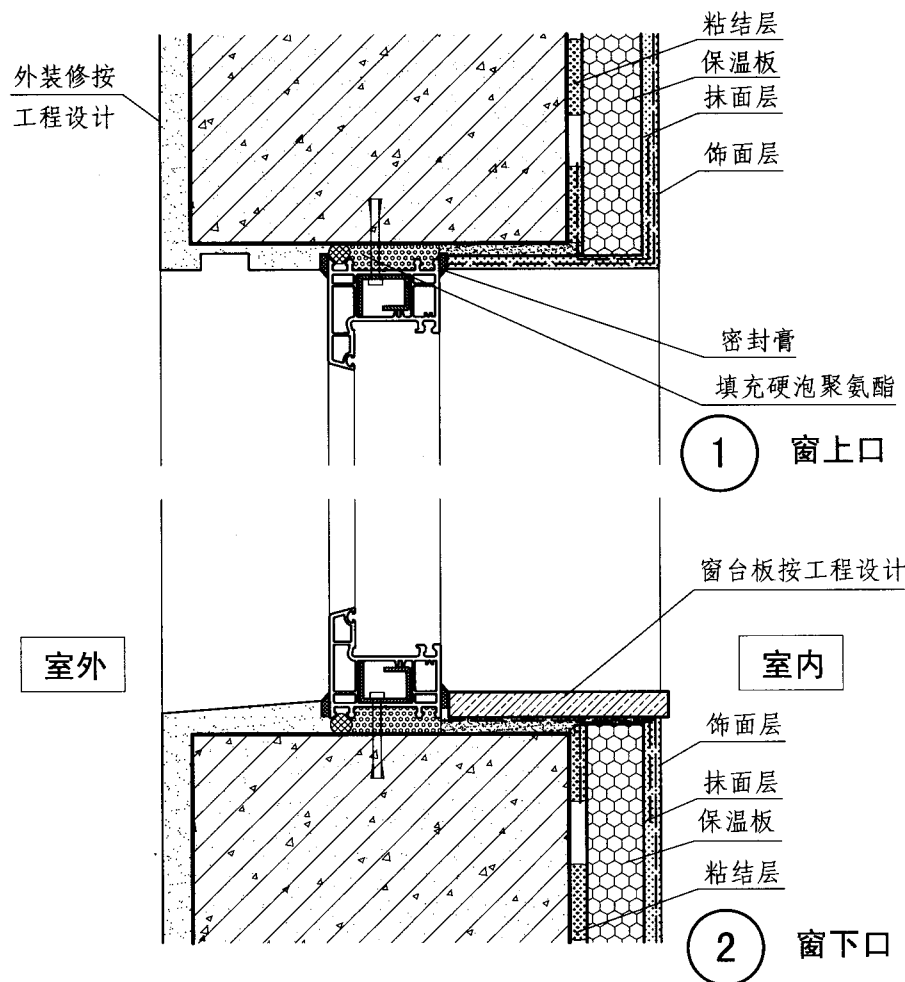 粘结层
保温板
抹面层
饰面层
外装修按
工程设计
密封膏
填充硬泡聚氨酯
1 窗上口
窗台板按工程设计
室外
室内
饰面层
抹面层
保温板
粘结层
2 窗下口